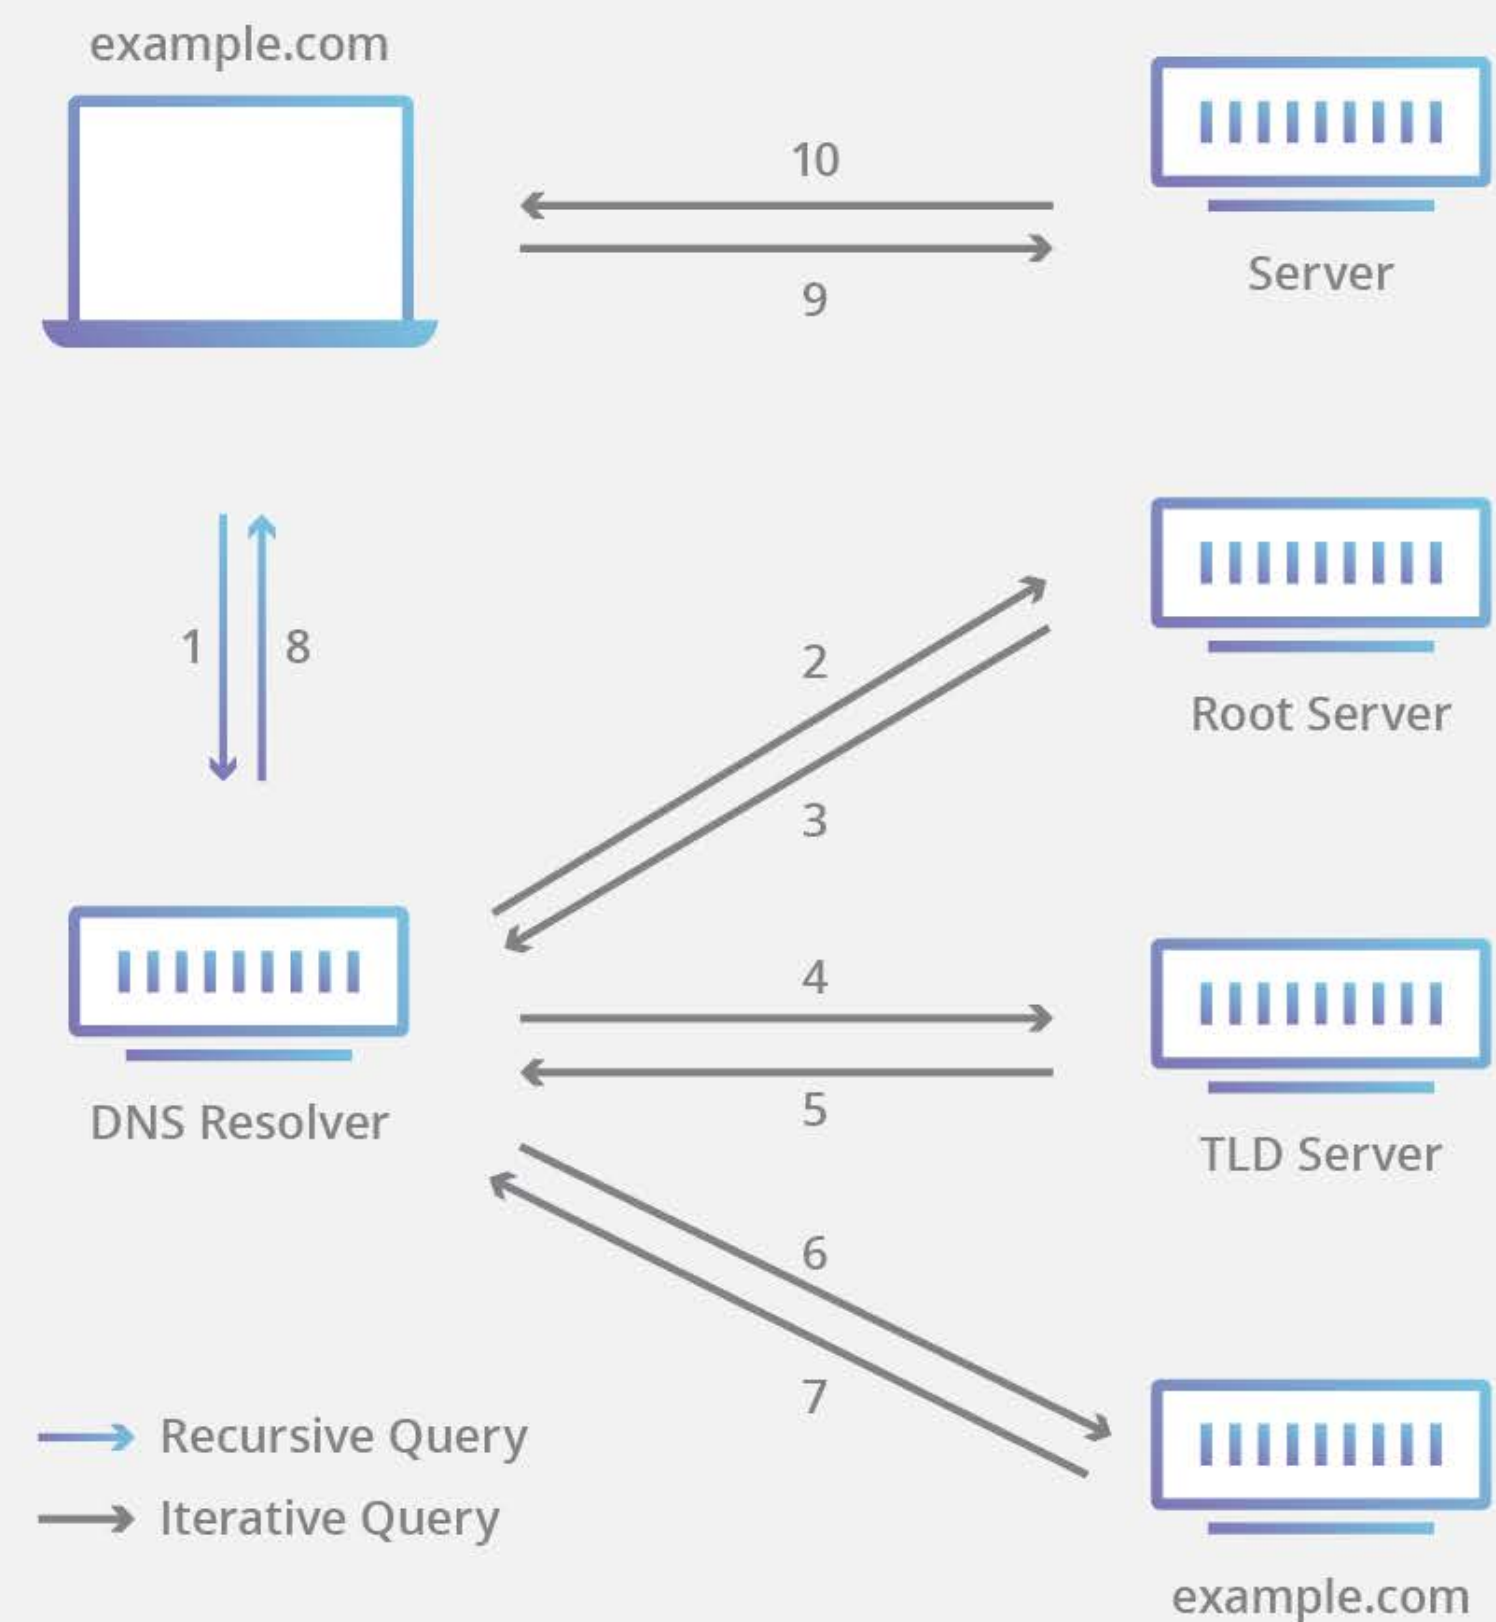 example.com
10
9
Server
1
8
2
3
Root Server
4
5
DNS Resolver
TLD Server
6
7
Recursive Query
Iterative Query
example.com